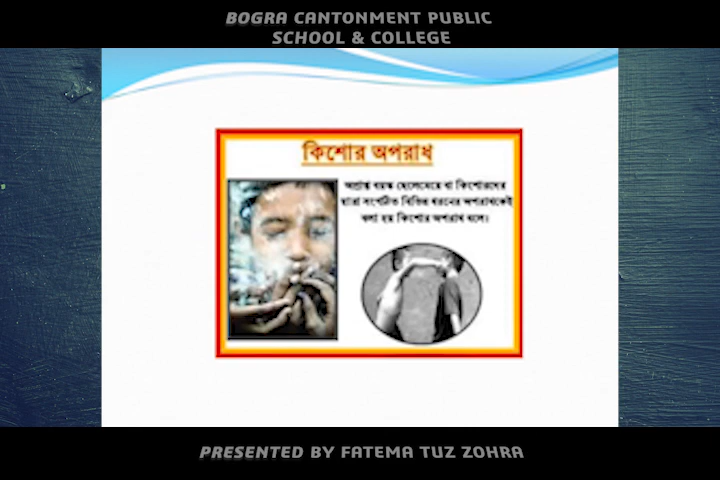 BOGRA CANTONMENT PUBLIC
SCHOOL & COLLEGE
কিশোর অপরাধ
অপ্রাপ্ত বয়স্ক ছেলেমেয়ে বা কিশোরদের
দ্বারা সংগঠিত বিভিন্ন ধরনের অপরাধকেই
বলা হয় কিশোর অপরাধ বলে।
PRESENTED BY FATEMA TUZ ZOHRA